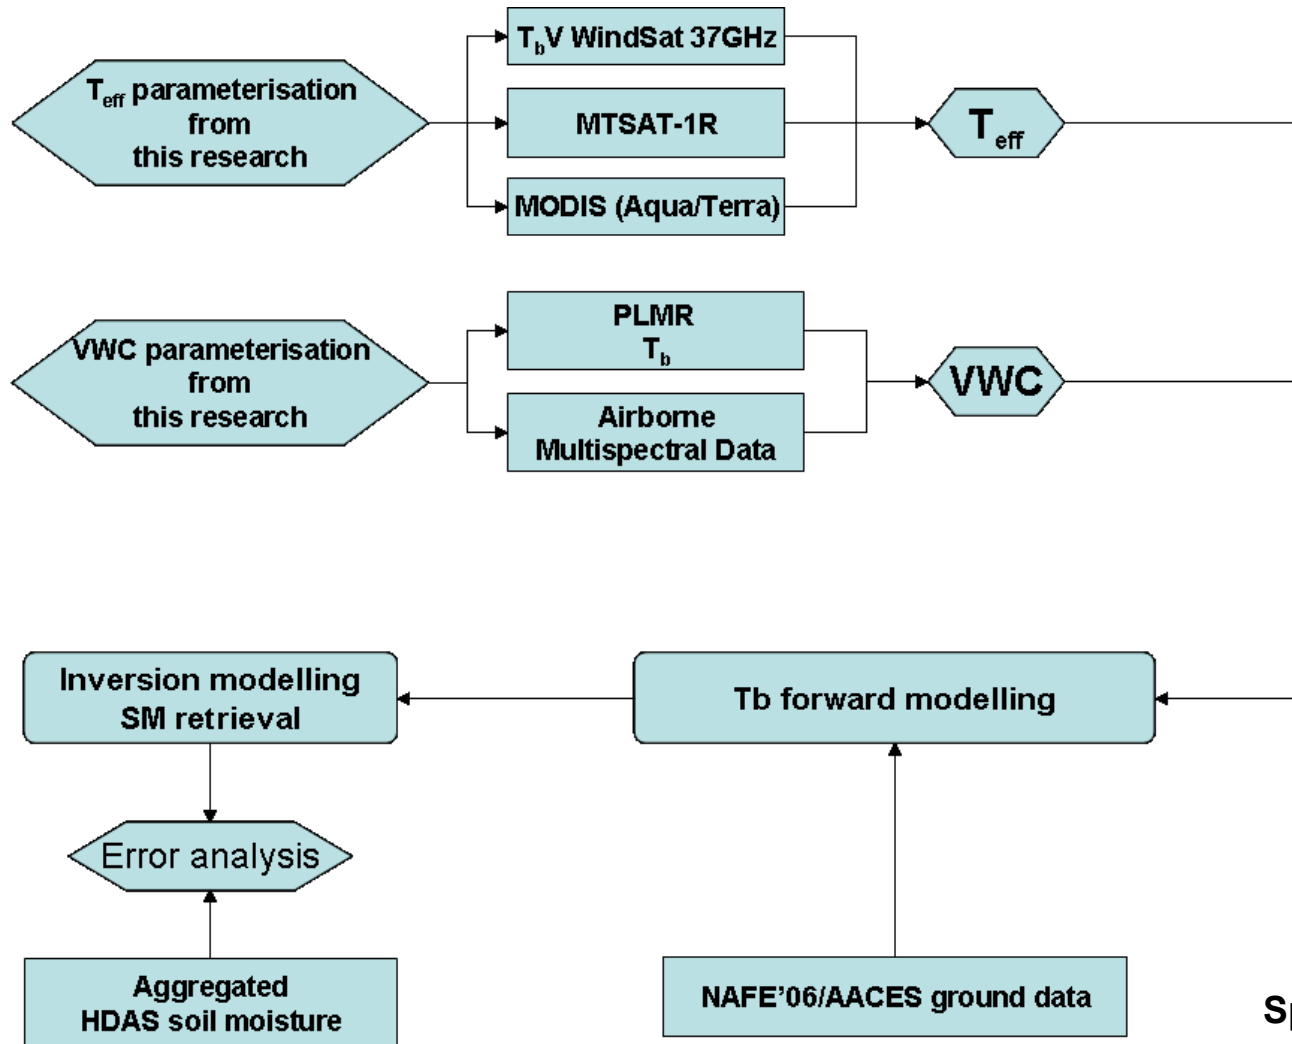 TbV WindSat 37GHz
Teff parameterisation
from
this research
MTSAT-1R
Teff
MODIS (Aqua/Terra)
PLMR
Tb
VWC parameterisation
from
this research
VWC
Airborne
Multispectral Data
Inversion modelling
SM retrieval
Tb forward modelling
Error analysis
Aggregated
HDAS soil moisture
NAFE'06/AACES ground data